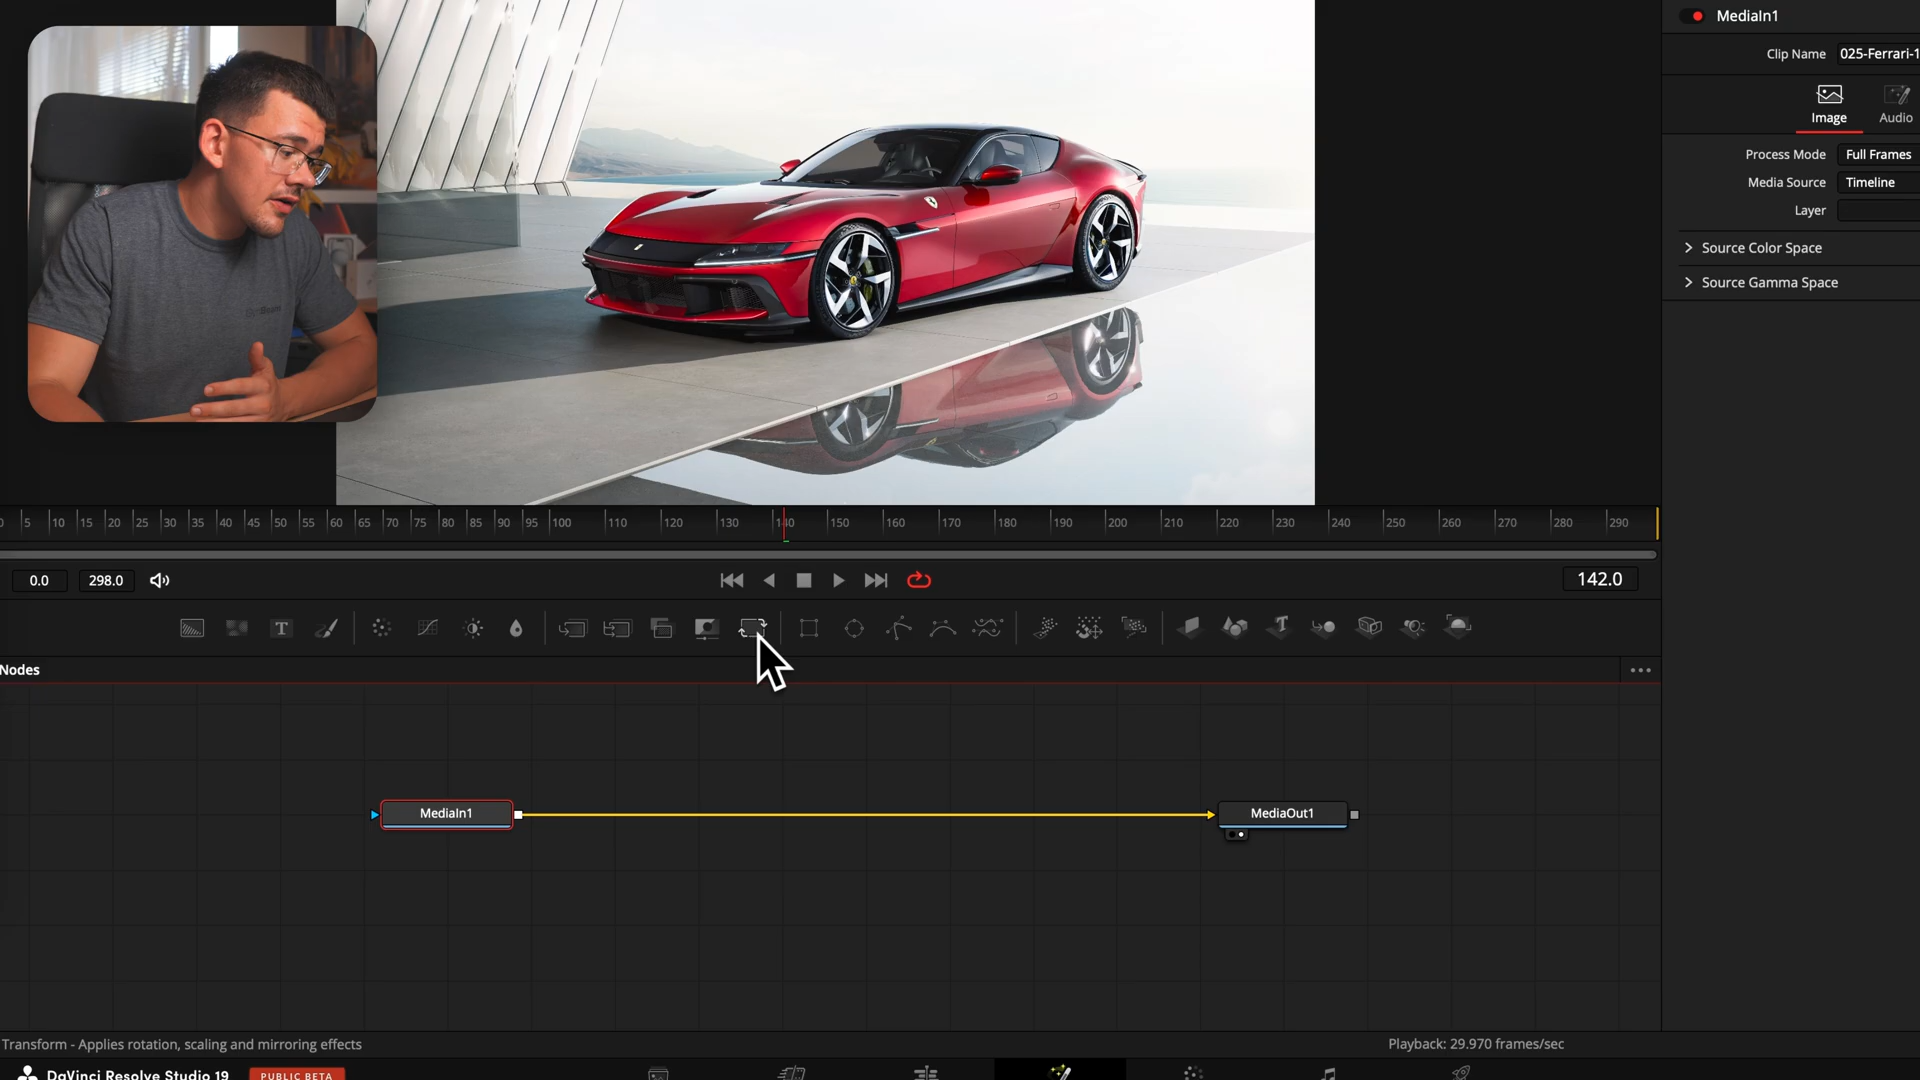 MediaIn1
Clip Name 025-Ferrari-1
Image Audio
Process Mode Full Frames
Media Source Timeline
Layer
Source Color Space
Source Gamma Space
0 5 10 15 20 25 30 35 40 45 50 55 60 65 70 75 80 85 90 95 100 110 120 130 140 150 160 170 180 190 200 210 220 230 240 250 260 270 280 290
0.0 298.0 142.0
T T
Nodes
MediaIn1 MediaOut1
Transform - Applies rotation, scaling and mirroring effects Playback: 29.970 frames/sec
DaVinci Resolve Studio 19 PUBLIC BETA